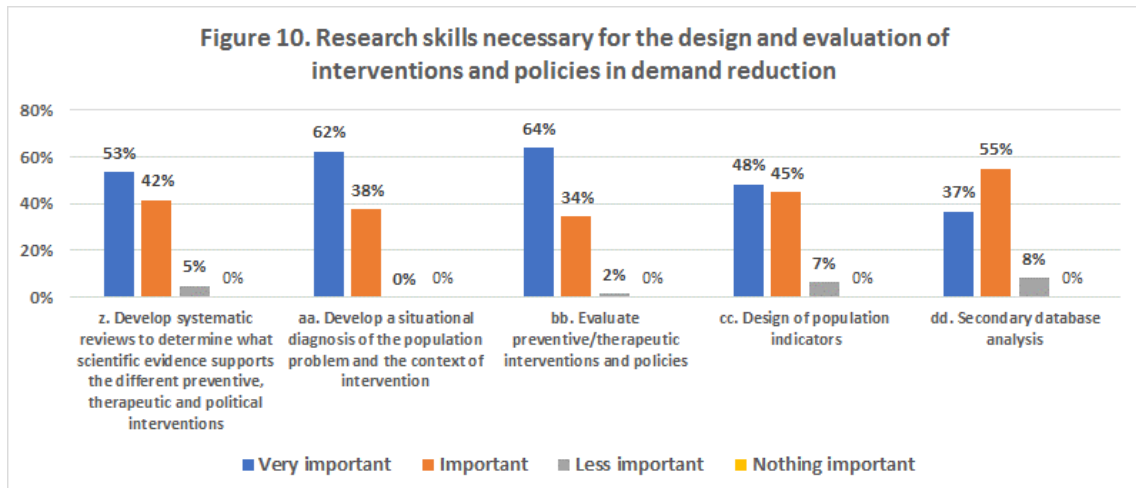 Figure 10. Research skills necessary for the design and evaluation of
interventions and policies in demand reduction
80%
60%
40%
20%
0%
53%
42%
5%
0%
62%
38%
0%
0%
64%
34%
2%
0%
48%
45%
7%
0%
37%
55%
8%
0%
z. Develop systematic
reviews to determine what
scientific evidence supports
the different preventive,
therapeutic and political
interventions
aa. Develop a situational
diagnosis of the population
problem and the context of
intervention
bb. Evaluate
preventive/therapeutic
interventions and policies
cc. Design of population
indicators
dd. Secondary database
analysis
Very important
Important
Less important
Nothing important